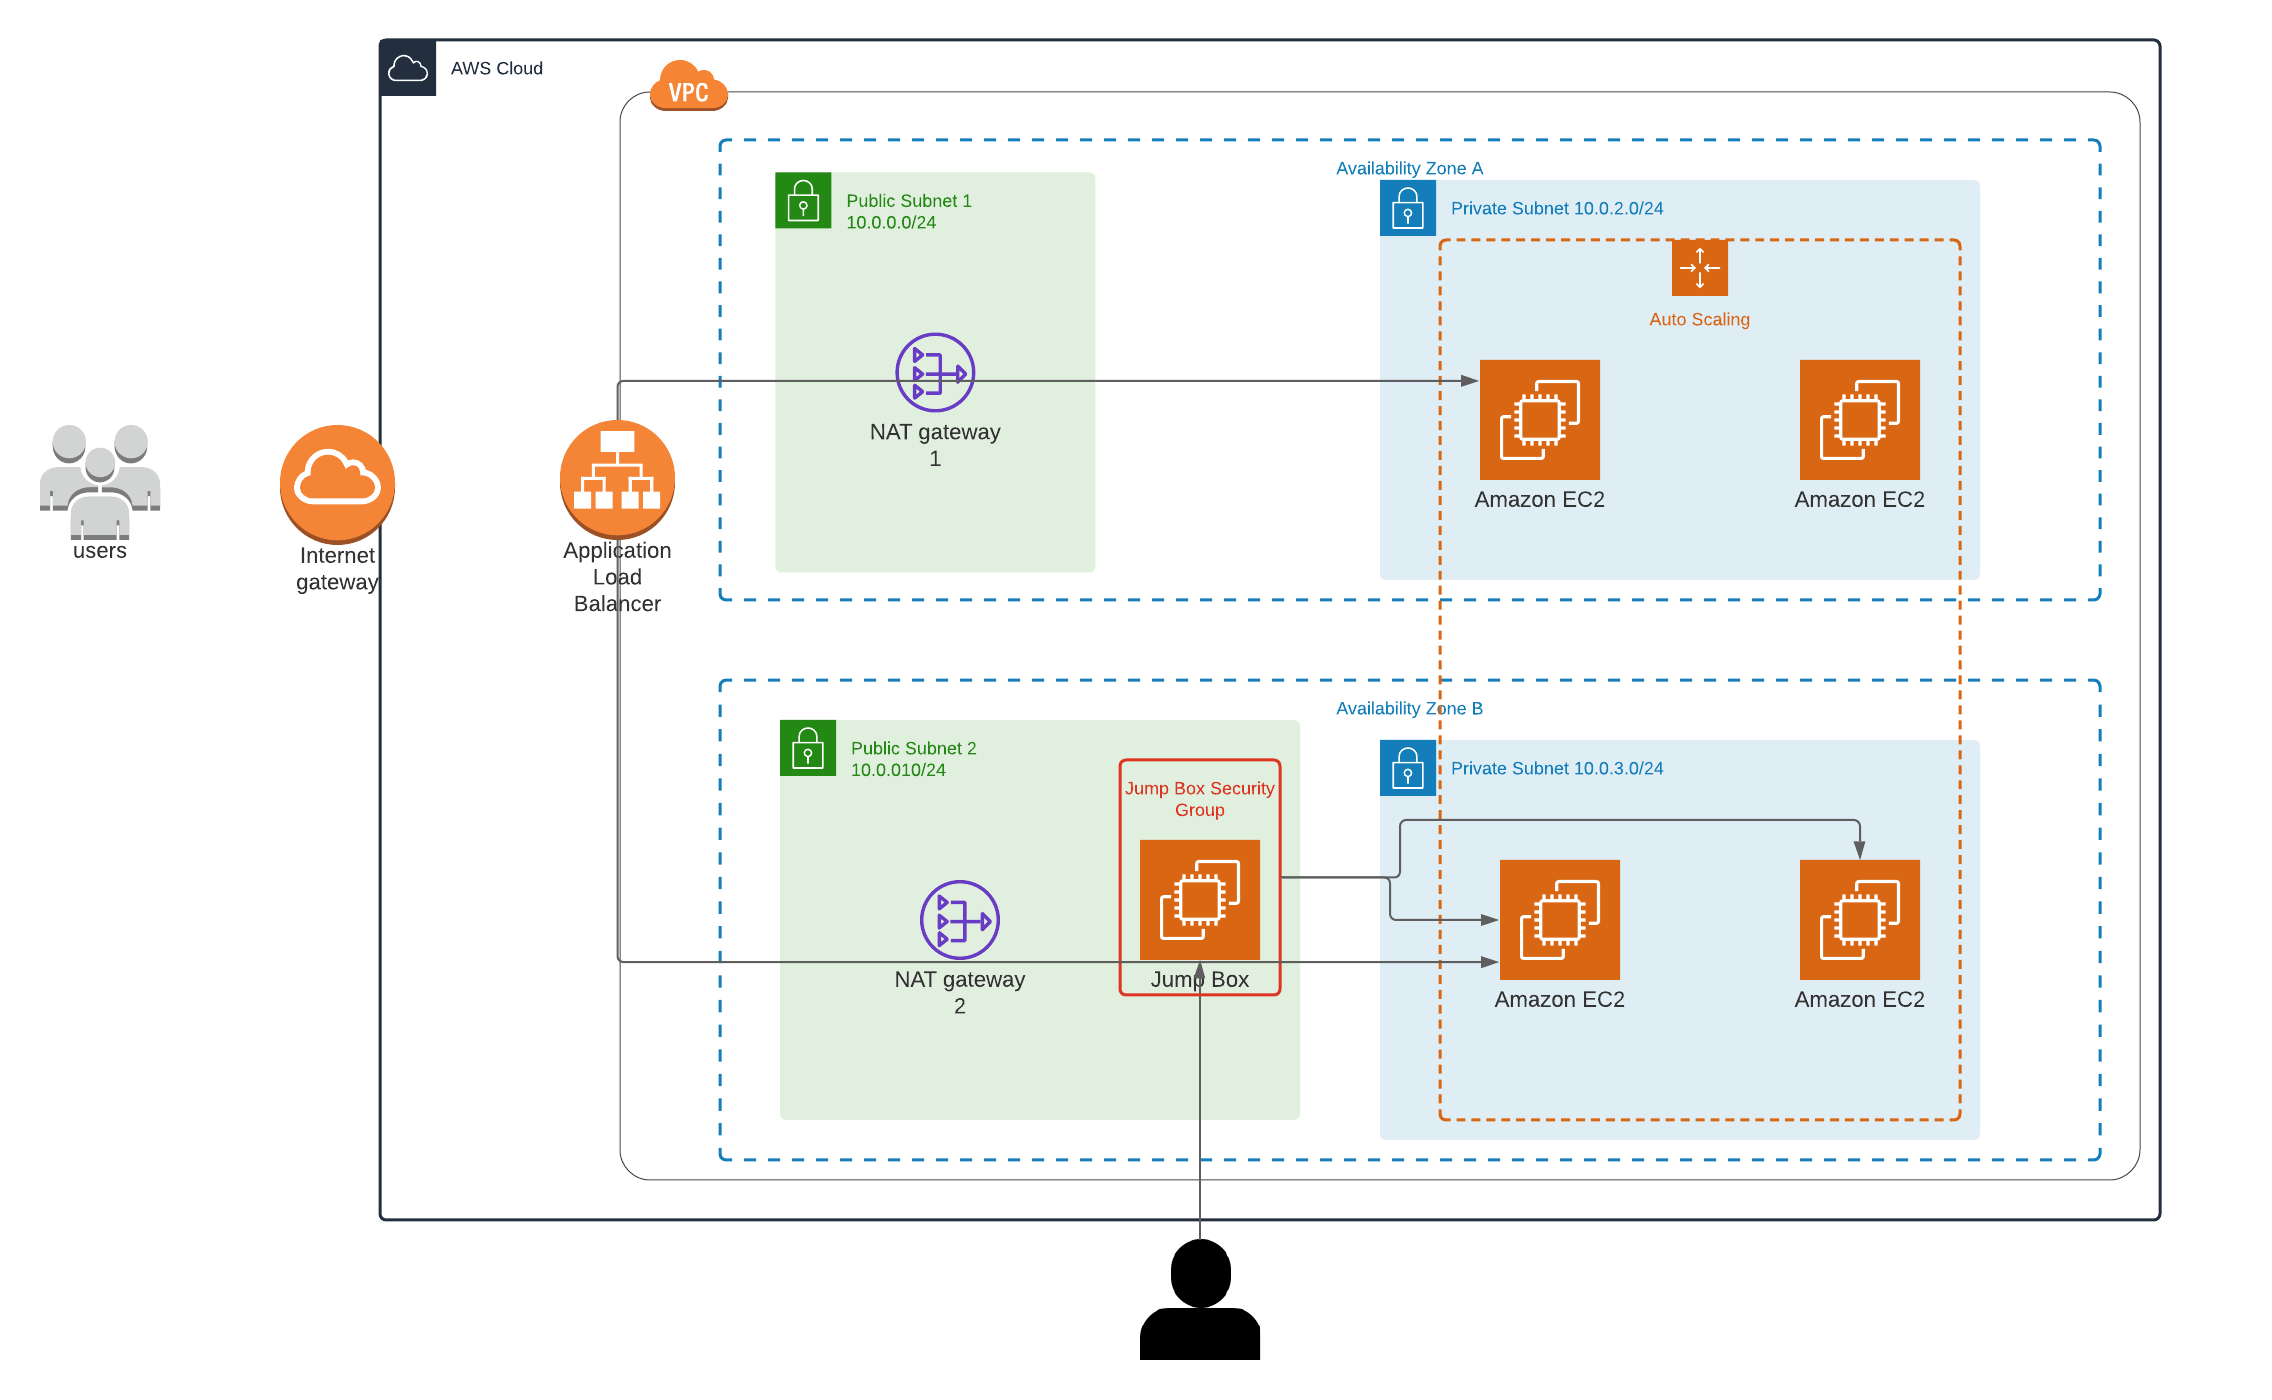 AWS Cloud
VPC
Availability Zone A
Public Subnet 1
10.0.0.0/24
Private Subnet 10.0.2.0/24
Auto Scaling
NAT gateway
1
Amazon EC2
Amazon EC2
users
Internet
gateway
Application
Load
Balancer
Availability Zone B
Public Subnet 2
10.0.010/24
Jump Box Security
Group
Private Subnet 10.0.3.0/24
NAT gateway
2
Jump Box
Amazon EC2
Amazon EC2